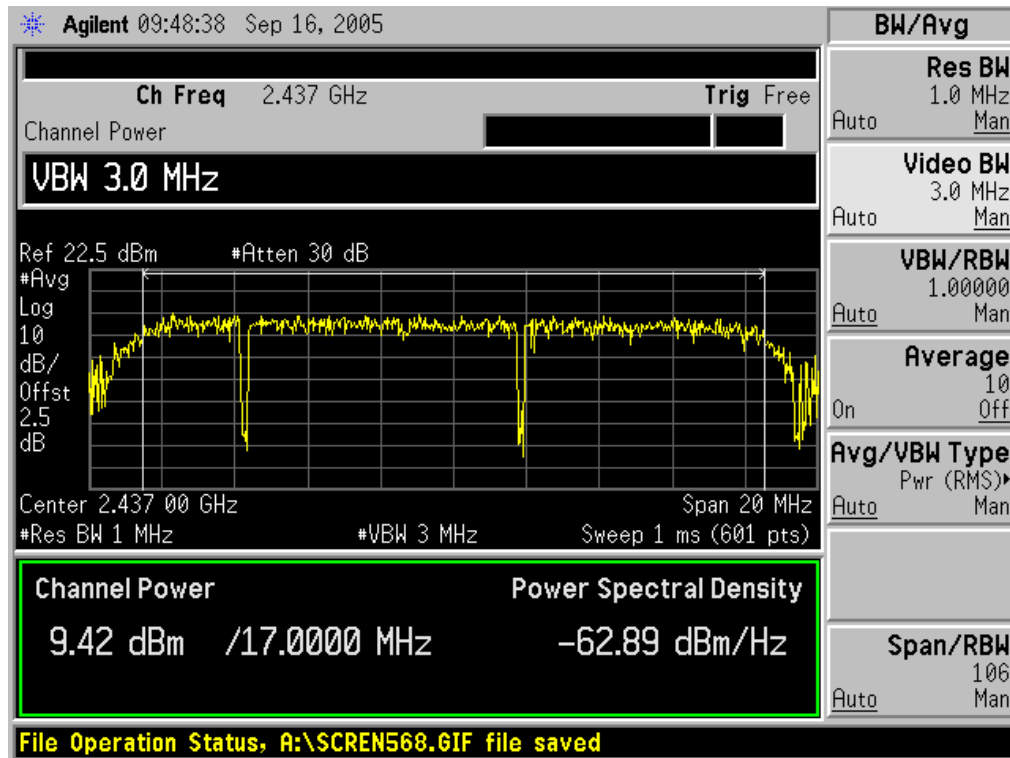 Agilent 09:48:38 Sep 16, 2005
BW/Avg
Ch Freq 2.437 GHz Trig Free
Channel Power
VBW 3.0 MHz
Ref 22.5 dBm #Atten 30 dB
#Avg
Log
10
dB/
Offst
2.5
dB
Center 2.437 00 GHz Span 20 MHz
#Res BW 1 MHz #VBW 3 MHz Sweep 1 ms (601 pts)
Channel Power Power Spectral Density
9.42 dBm /17.0000 MHz -62.89 dBm/Hz
Res BW
1.0 MHz
Auto Man
Video BW
3.0 MHz
Auto Man
VBW/RBW
1.00000
Auto Man
Average
10
On Off
Avg/VBW Type
Pwr (RMS)
Auto Man
Span/RBW
106
Auto Man
File Operation Status, A:\SCREN568.GIF file saved